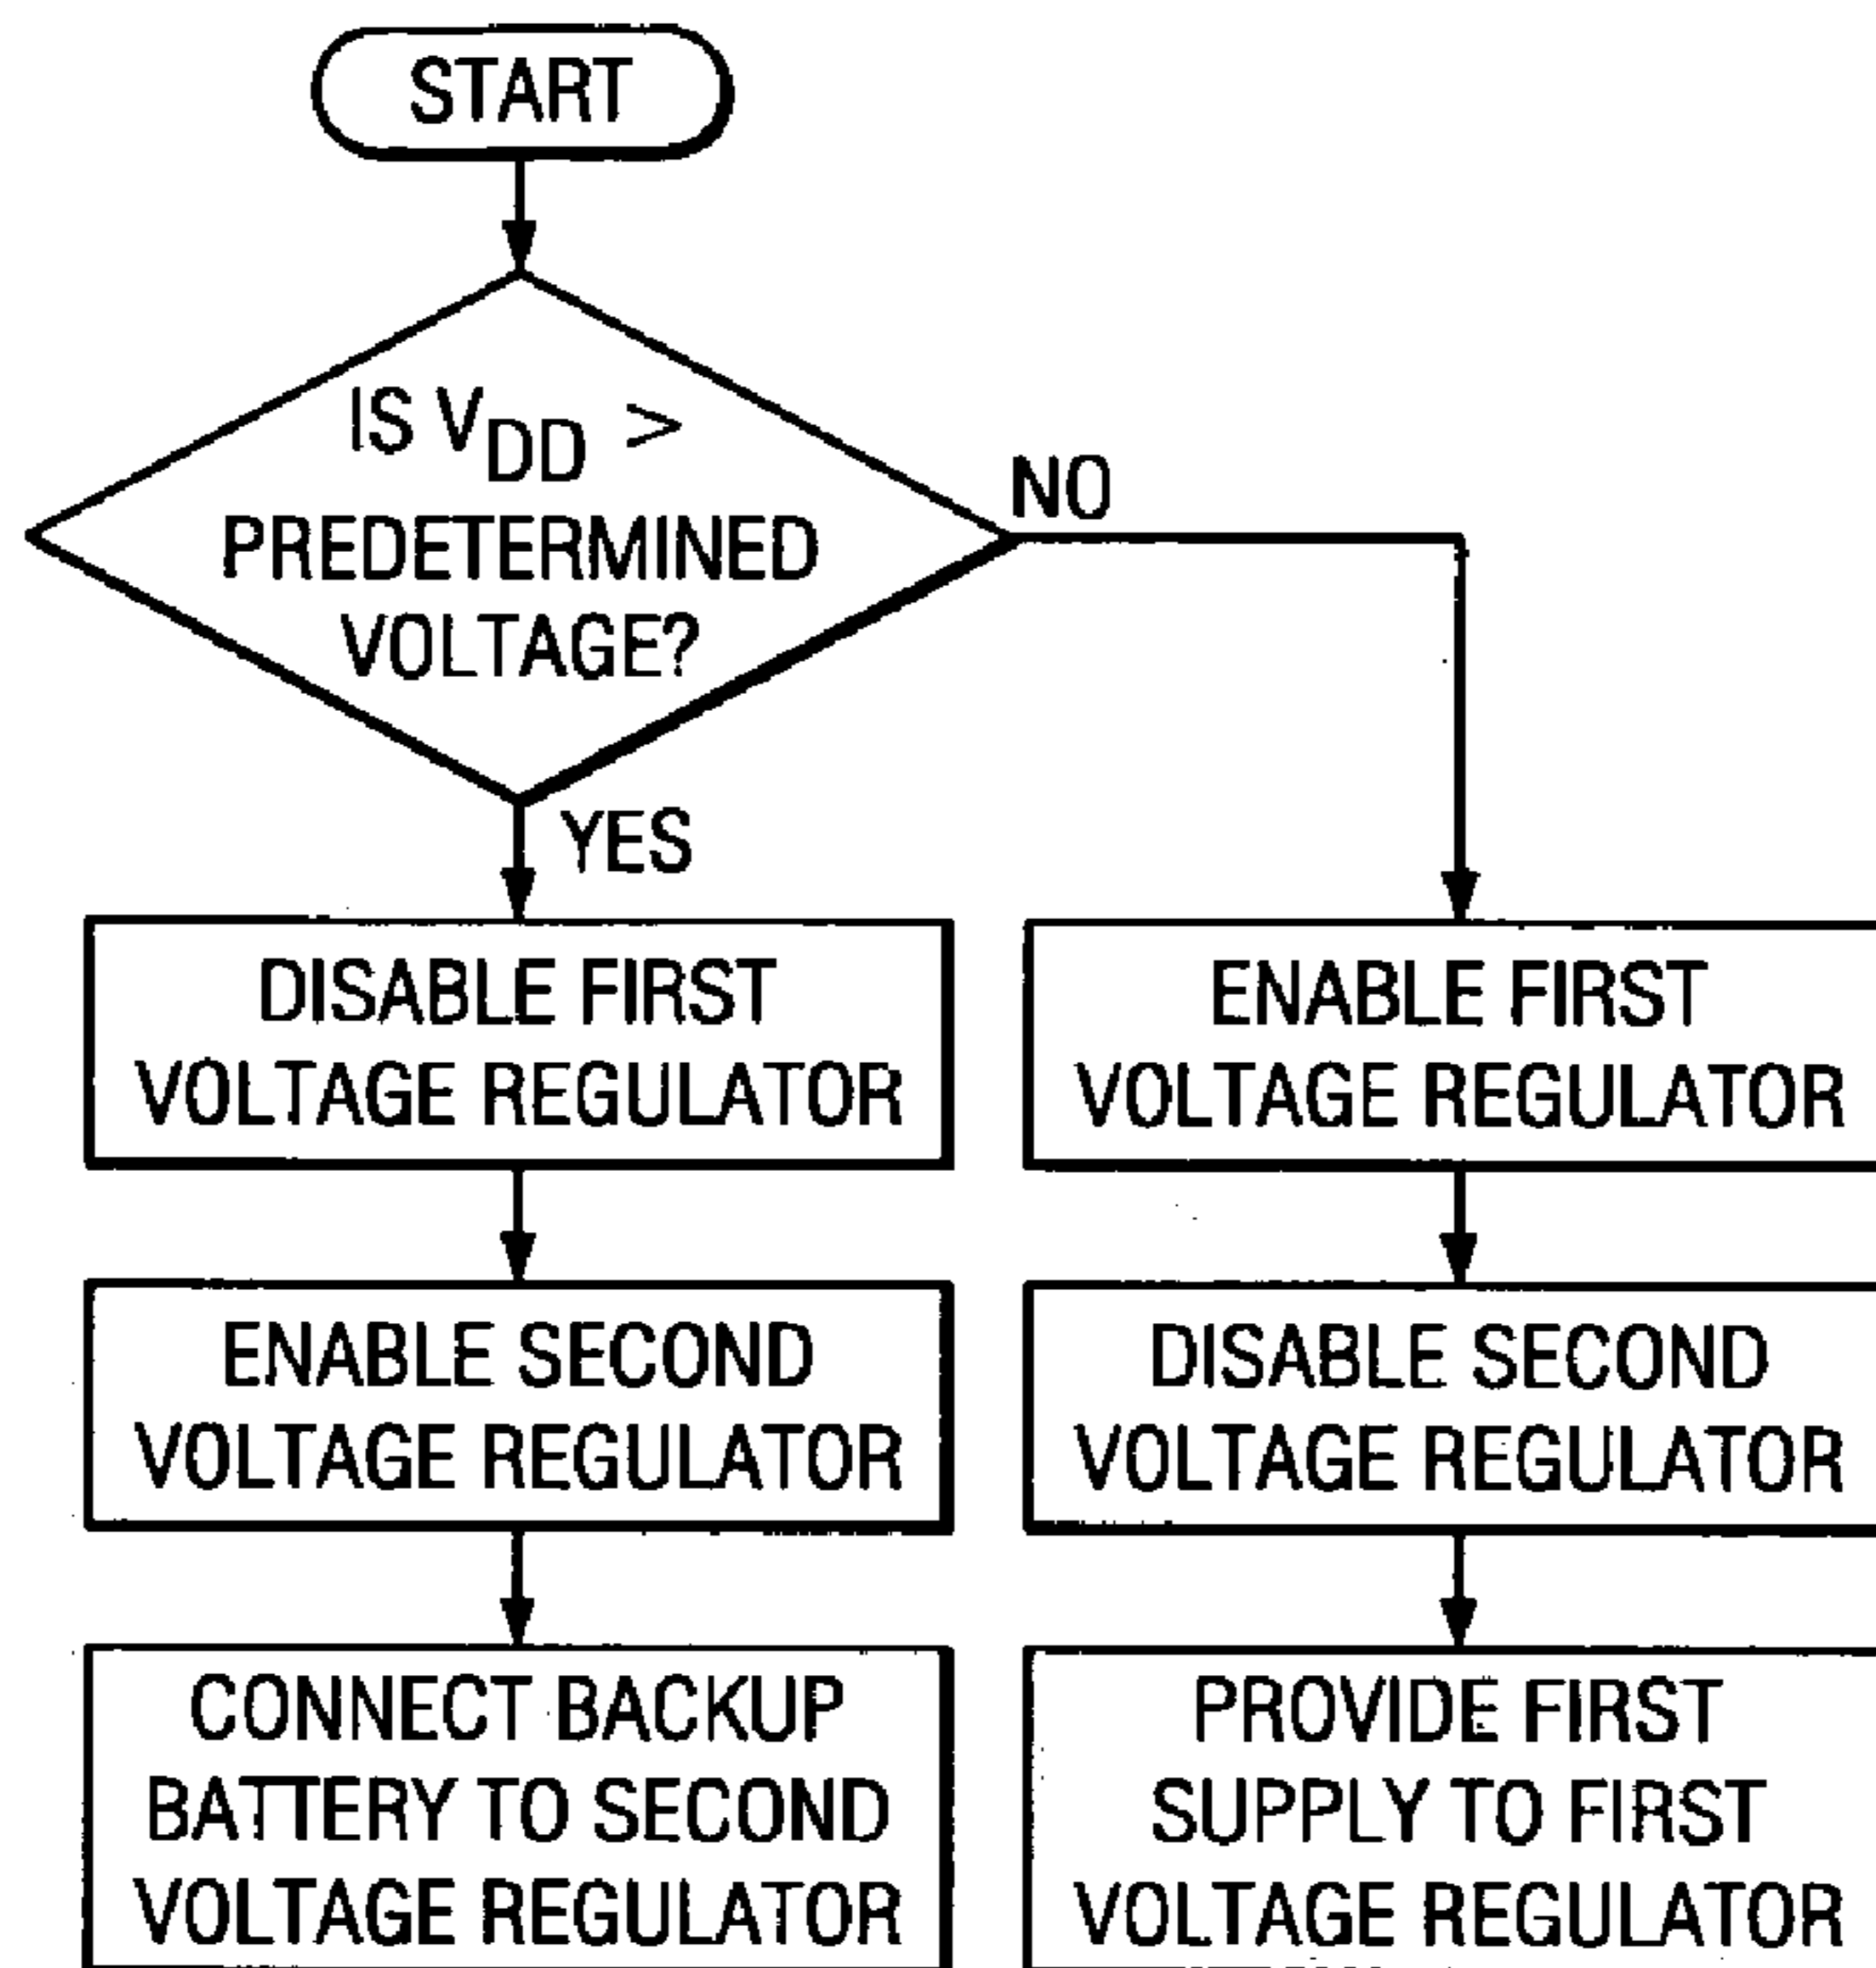 START
IS VDD >
PREDETERMINED
VOLTAGE?
NO
YES
DISABLE FIRST
VOLTAGE REGULATOR
ENABLE FIRST
VOLTAGE REGULATOR
ENABLE SECOND
VOLTAGE REGULATOR
DISABLE SECOND
VOLTAGE REGULATOR
CONNECT BACKUP
BATTERY TO SECOND
VOLTAGE REGULATOR
PROVIDE FIRST
SUPPLY TO FIRST
VOLTAGE REGULATOR